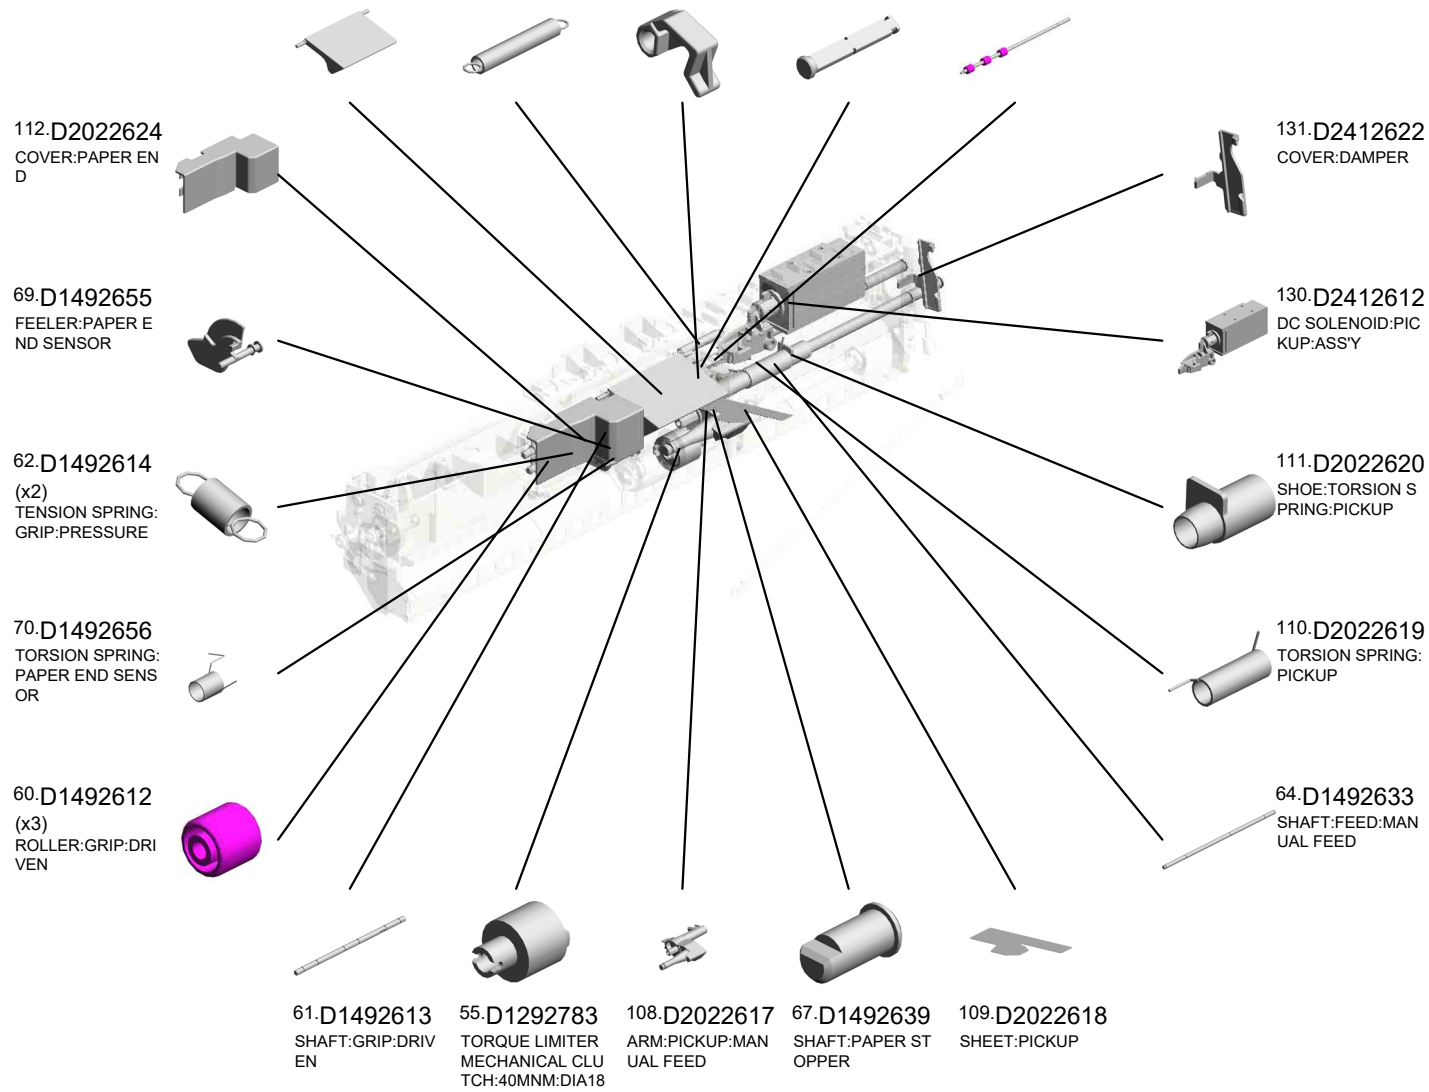 112.D2022624
COVER:PAPER EN
D
131.D2412622
COVER:DAMPER
69.D1492655
FEELER:PAPER E
ND SENSOR
130.D2412612
DC SOLENOID:PIC
KUP:ASS'Y
62.D1492614
(x2)
TENSION SPRING:
GRIP:PRESSURE
111.D2022620
SHOE:TORSION S
PRING:PICKUP
70.D1492656
TORSION SPRING:
PAPER END SENS
OR
110.D2022619
TORSION SPRING:
PICKUP
60.D1492612
(x3)
ROLLER:GRIP:DRI
VEN
64.D1492633
SHAFT:FEED:MAN
UAL FEED
61.D1492613
SHAFT:GRIP:DRIV
EN
55.D1292783
TORQUE LIMITER
MECHANICAL CLU
TCH:40MNM:DIA18
108.D2022617
ARM:PICKUP:MAN
UAL FEED
67.D1492639
SHAFT:PAPER ST
OPPER
109.D2022618
SHEET:PICKUP